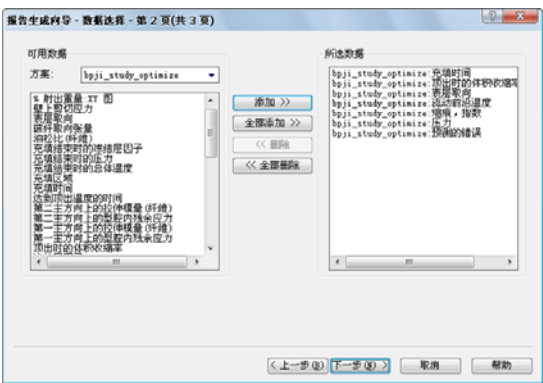 报告生成向导 - 数据选择 - 第 2 页(共 3 页)
可用数据
方案:
bpji_study_optimize
% 射出重量:XY 图
壁上剪切应力
表层取向
碳纤取向张量
泊松比(纤维)
充填结束时的冻结层因子
充填结束时的压力
充填结束时的总体温度
充填区域
充填时间
达到顶出温度的时间
第二主方向上的拉伸模量(纤维)
第二主方向上的型腔内残余应力
第一主方向上的拉伸模量(纤维)
第一主方向上的型腔内残余应力
顶出时的体积收缩率
添加 >>
全部添加 >>
<< 删除
<< 全部删除
所选数据
bpji_study_optimize:充填时间
bpji_study_optimize:顶出时的体积收缩率
bpji_study_optimize:表层取向
bpji_study_optimize:流动前沿温度
bpji_study_optimize:缩痕，指数
bpji_study_optimize:压力
bpji_study_optimize:预测的错误
< 上一步(B)
下一步(N) >
取消
帮助